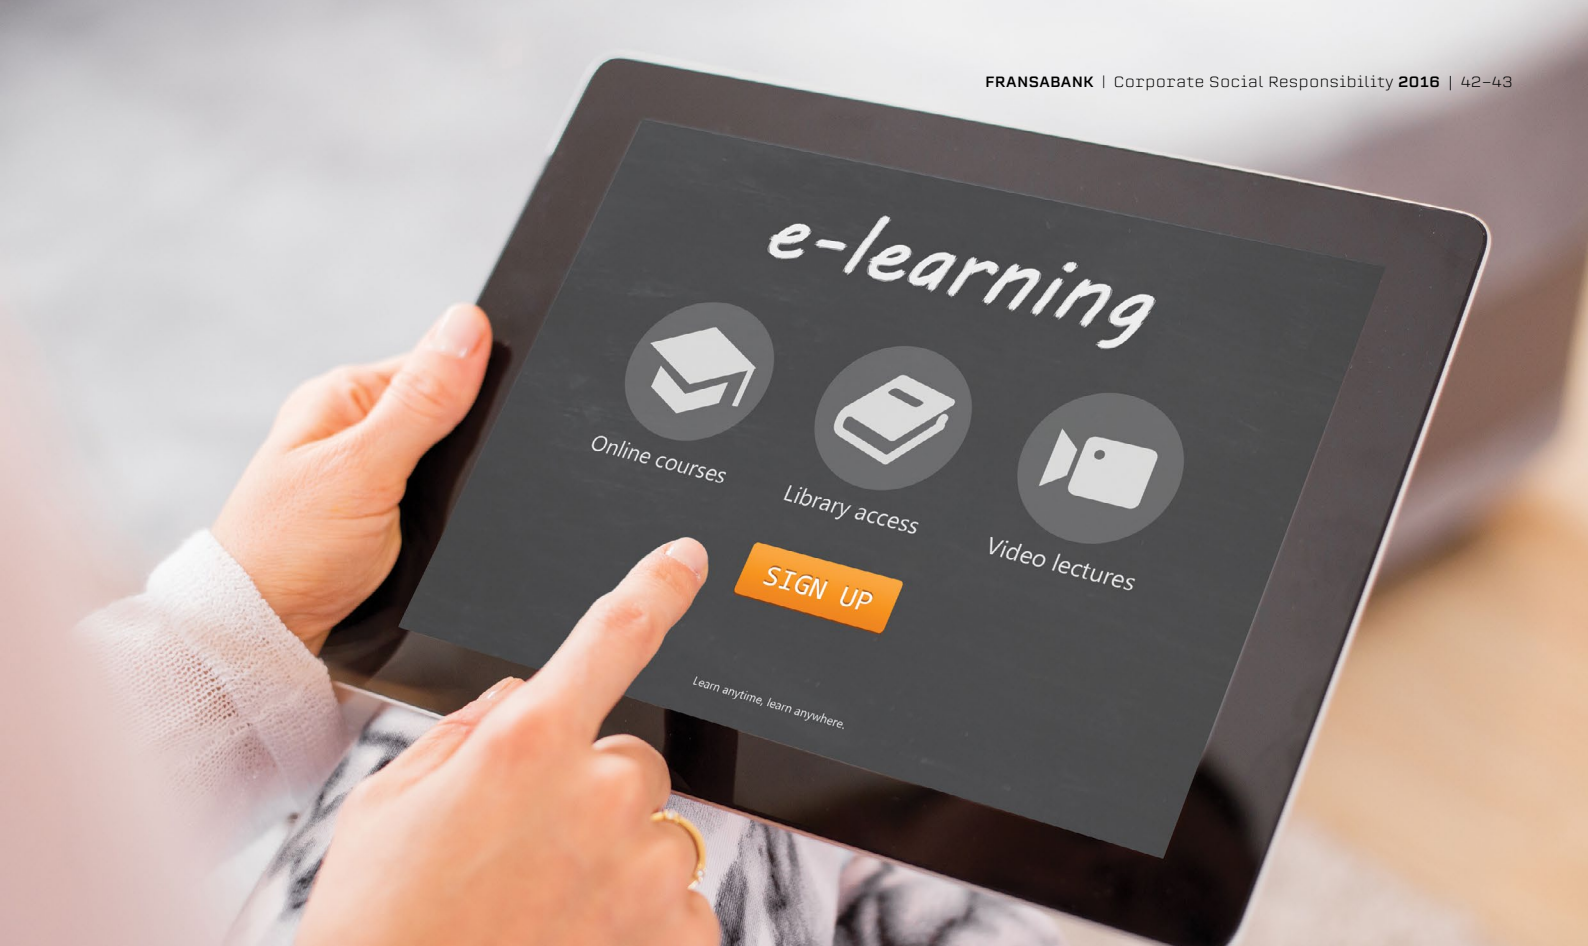 FRANSABANK | Corporate Social Responsibility 2016 | 42–43
e-learning
Online courses
Library access
Video lectures
SIGN UP
Learn anytime, learn anywhere.